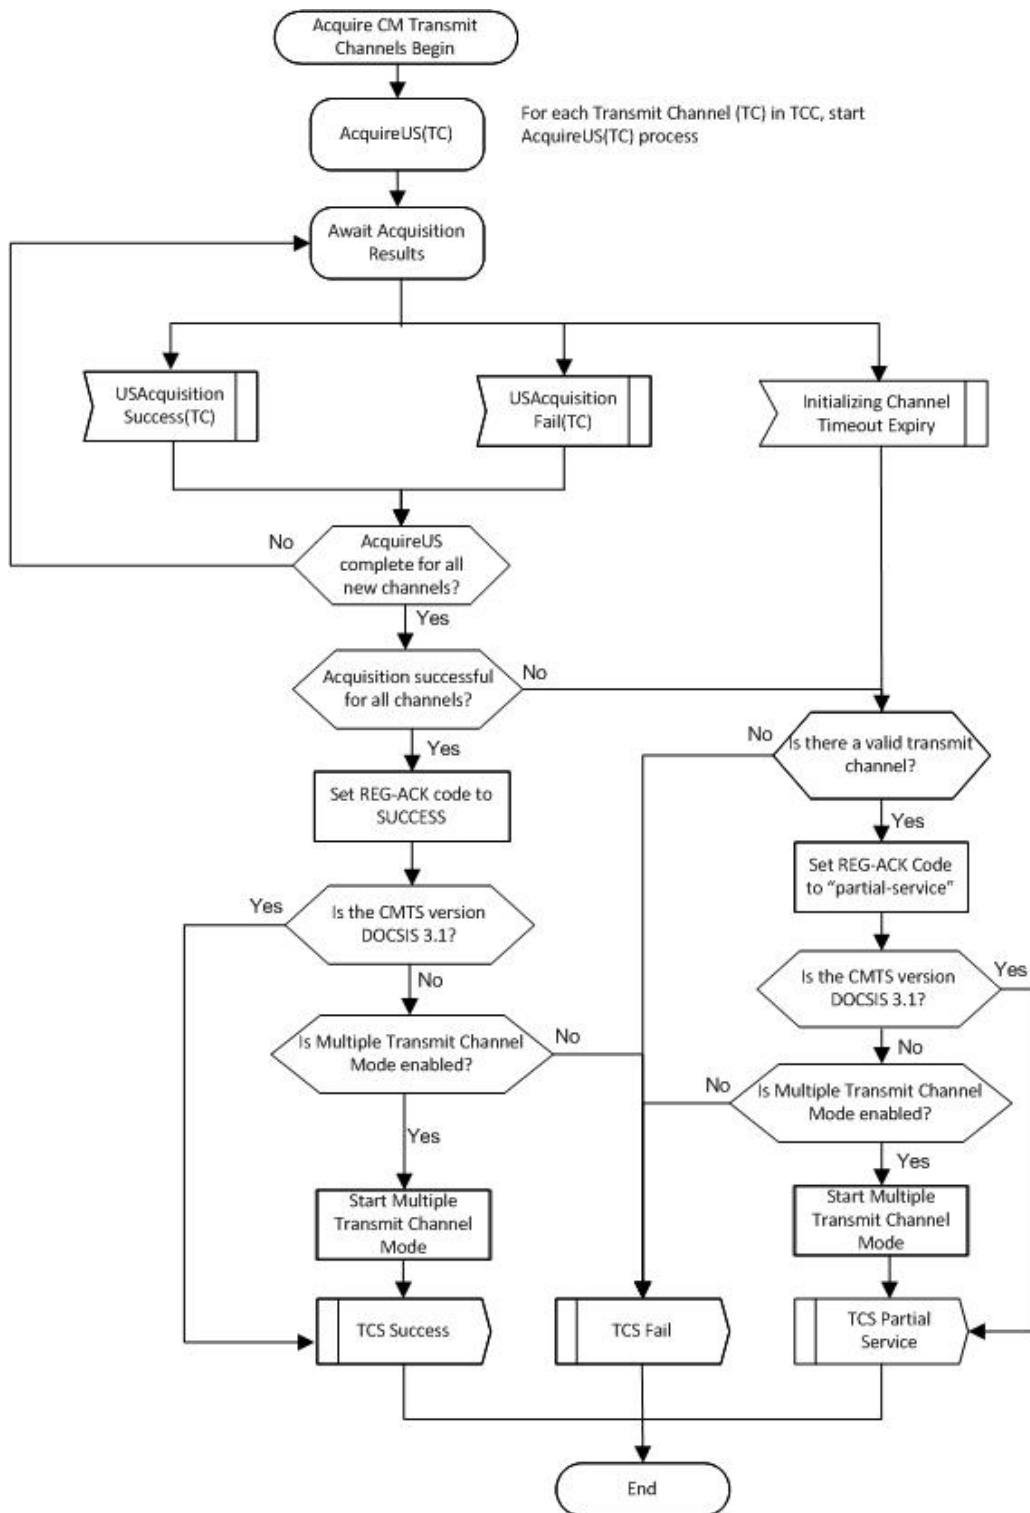 Acquire CM Transmit
Channels Begin
AcquireUS(TC)
For each Transmit Channel (TC) in TCC, start
AcquireUS(TC) process
Await Acquisition
Results
USAcquisition
Success(TC)
USAcquisition
Fail(TC)
Initializing Channel
Timeout Expiry
No
AcquireUS
complete for all
new channels?
Yes
Acquisition successful
for all channels?
No
Yes
No
Is there a valid transmit
channel?
Set REG-ACK code to
SUCCESS
Yes
Set REG-ACK Code
to “partial-service”
Yes
Is the CMTS version
DOCSIS 3.1?
No
Is the CMTS version
DOCSIS 3.1?
Yes
No
Is Multiple Transmit Channel
Mode enabled?
No
No
Is Multiple Transmit Channel
Mode enabled?
Yes
Yes
Start Multiple
Transmit Channel
Mode
Start Multiple
Transmit Channel
Mode
TCS Success
TCS Fail
TCS Partial
Service
End